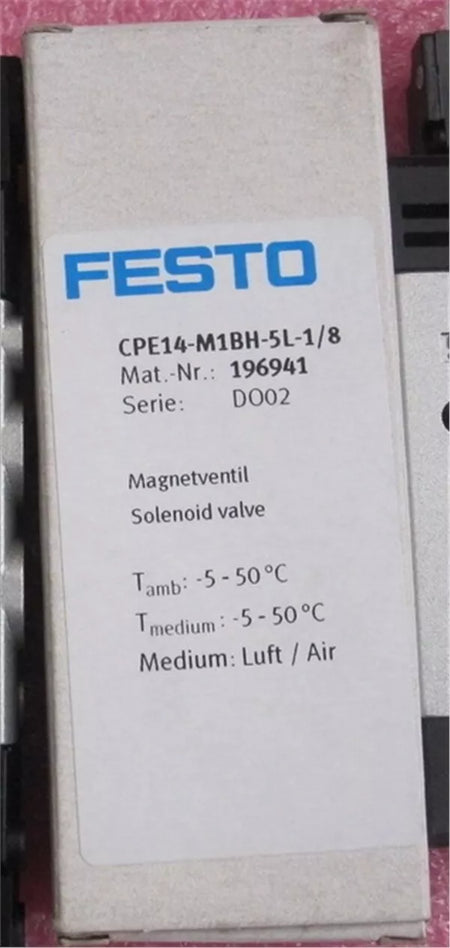 FESTO
CPE14-M1BH-5L-1/8
Mat.-Nr.: 196941
Serie: DO02
Magnetventil
Solenoid valve
Tamb: -5 - 50 °C
Tmedium : -5 - 50 °C
Medium: Luft / Air